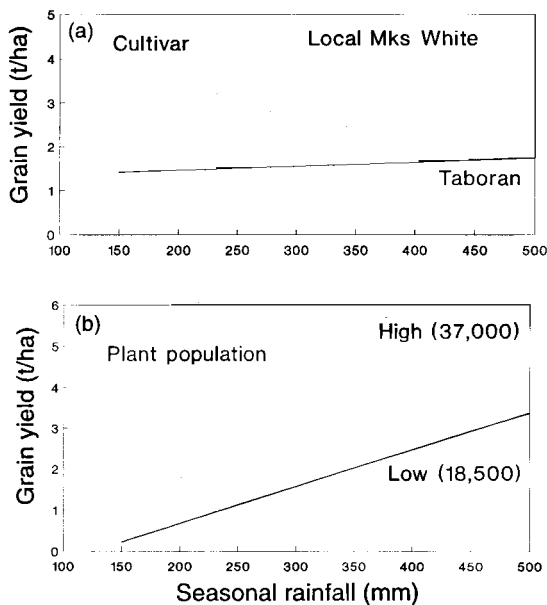 5
(a)
Cultivar
Local Mks White
4
3
2
1
0
Taboran
Grain yield (t/ha)
100 150 200 250 300 350 400 450 500
6
(b)
High (37,000)
5
Plant population
4
3
2
Low (18,500)
1
0
Grain yield (t/ha)
100 150 200 250 300 350 400 450 500
Seasonal rainfall (mm)